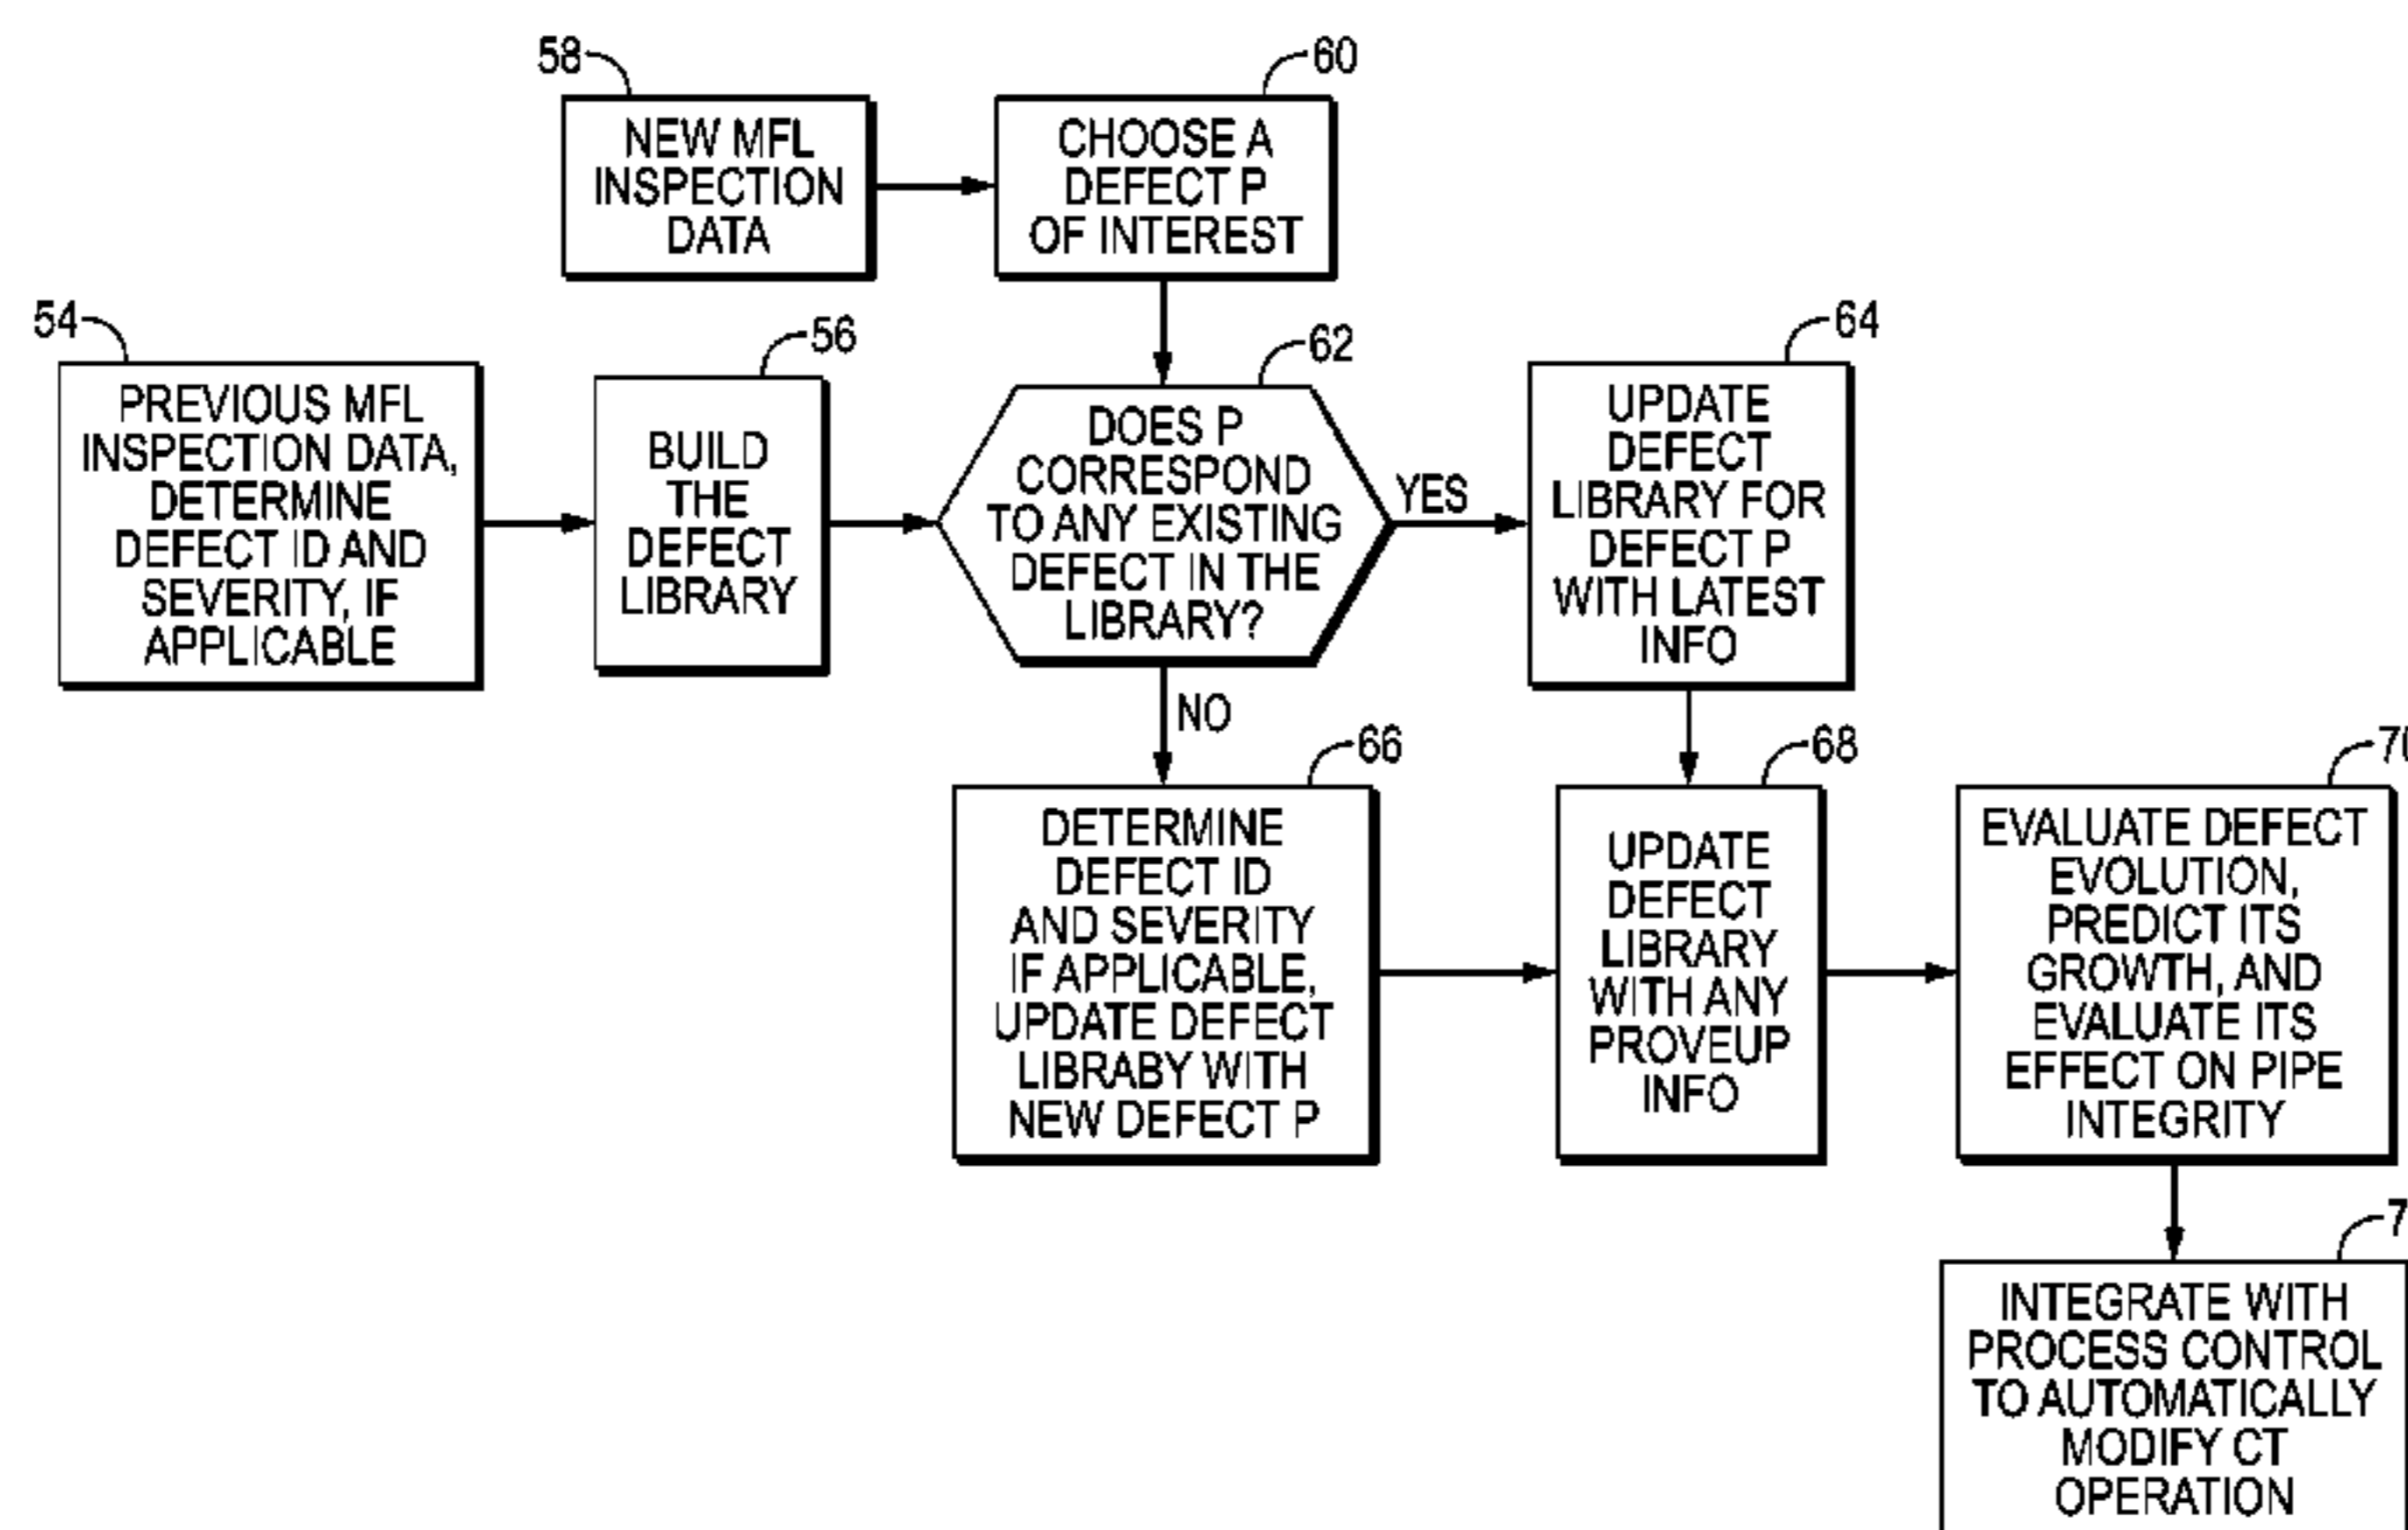 58
NEW MFL
INSPECTION
DATA
60
CHOOSE A
DEFECT P
OF INTEREST
54
PREVIOUS MFL
INSPECTION DATA,
DETERMINE
DEFECT ID AND
SEVERITY, IF
APPLICABLE
56
BUILD
THE
DEFECT
LIBRARY
62
DOES P
CORRESPOND
TO ANY EXISTING
DEFECT IN THE
LIBRARY?
YES
NO
64
UPDATE
DEFECT
LIBRARY FOR
DEFECT P
WITH LATEST
INFO
66
DETERMINE
DEFECT ID
AND SEVERITY
IF APPLICABLE,
UPDATE DEFECT
LIBRABY WITH
NEW DEFECT P
68
UPDATE
DEFECT
LIBRARY
WITH ANY
PROVEUP
INFO
70
EVALUATE DEFECT
EVOLUTION,
PREDICT ITS
GROWTH, AND
EVALUATE ITS
EFFECT ON PIPE
INTEGRITY
INTEGRATE WITH
PROCESS CONTROL
TO AUTOMATICALLY
MODIFY CT
OPERATION